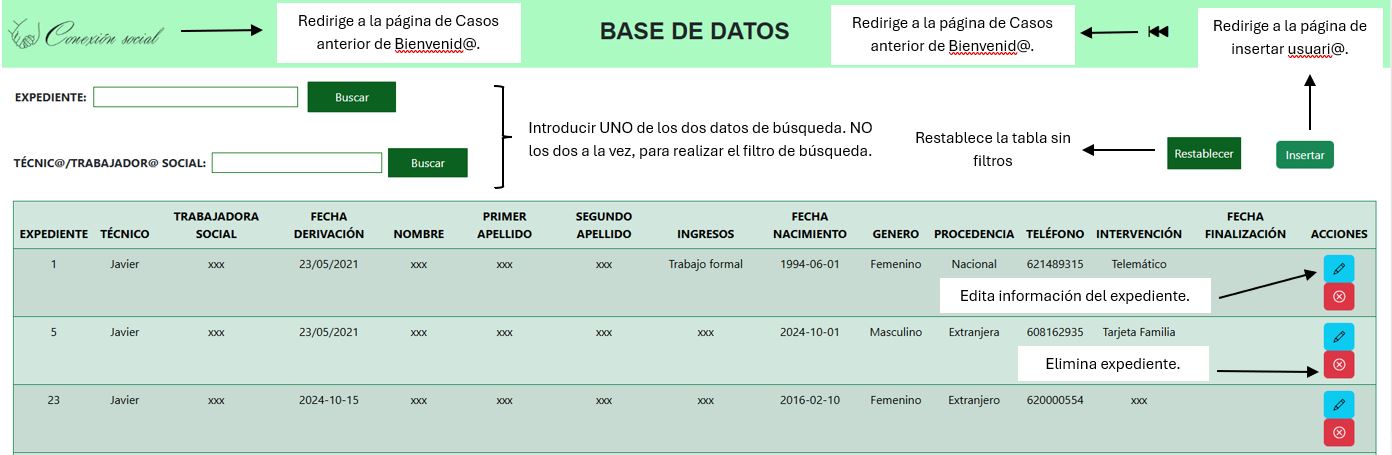 Conexión social
Redirige a la página de Casos
anterior de Bienvenid@.
BASE DE DATOS
Redirige a la página de Casos
anterior de Bienvenid@.
Redirige a la página de
insertar usuari@.
EXPEDIENTE: Buscar
Introducir UNO de los dos datos de búsqueda. NO
los dos a la vez, para realizar el filtro de búsqueda.
Restablece la tabla sin
filtros
Restablecer
Insertar
TÉCNIC@/TRABAJADOR@ SOCIAL: Buscar
EXPEDIENTE TÉCNICO TRABAJADORA SOCIAL FECHA DERIVACIÓN NOMBRE PRIMER APELLIDO SEGUNDO APELLIDO INGRESOS FECHA NACIMIENTO GENERO PROCEDENCIA TELÉFONO INTERVENCIÓN FECHA FINALIZACIÓN ACCIONES
1 Javier xxx 23/05/2021 xxx xxx xxx Trabajo formal 1994-06-01 Femenino Nacional 621489315 Telemático
Edita información del expediente.
5 Javier xxx 23/05/2021 xxx xxx xxx xxx 2024-10-01 Masculino Extranjera 608162935 Tarjeta Familia
Elimina expediente.
23 Javier xxx 2024-10-15 xxx xxx xxx xxx 2016-02-10 Femenino Extranjero 620000554 xxx